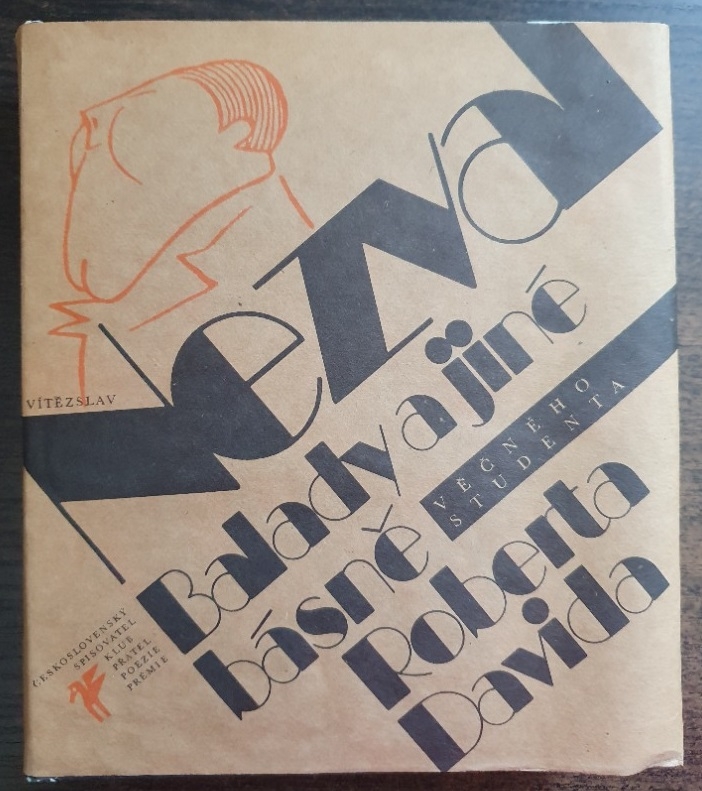 VÍTĚZSLAV
Nezval
Balady a jiné
básně
VĚČNÉHO
STUDENTA
Roberta
Davida
ČESKOSLOVENSKÝ
SPISOVATEL
KLUB
PŘÁTEL
POEZIE
PRÉMIE